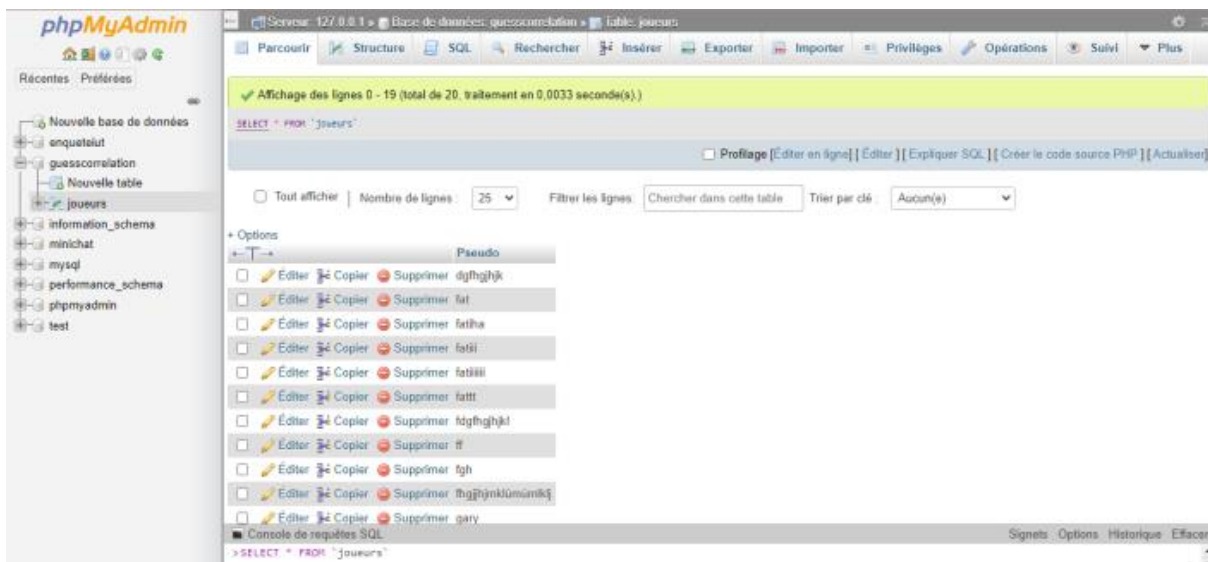 phpMyAdmin
Récentes Préférées
Nouvelle base de données
enqueteiut
guesscorrelation
Nouvelle table
joueurs
information_schema
minichat
mysql
performance_schema
phpmyadmin
test
Serveur: 127.0.0.1 » Base de données: guesscorrelation » Table: joueurs
Parcourir Structure SQL Rechercher Insérer Exporter Importer Privilèges Opérations Suivi Plus
Affichage des lignes 0 - 19 (total de 20, traitement en 0,0033 seconde(s).)
SELECT * FROM `joueurs`
Profilage [Éditer en ligne] [ Éditer ] [ Expliquer SQL ] [ Créer le code source PHP ] [ Actualiser]
Tout afficher | Nombre de lignes : 25 Filtrer les lignes: Chercher dans cette table Trier par clé : Aucun(e)
+ Options
←T→ Pseudo
Éditer Copier Supprimer dgfhgjhjk
Éditer Copier Supprimer fat
Éditer Copier Supprimer fatiha
Éditer Copier Supprimer
Éditer Copier Supprimer
Éditer Copier Supprimer fattt
Éditer Copier Supprimer
Éditer Copier Supprimer ff
Éditer Copier Supprimer fgh
Éditer Copier Supprimer
Éditer Copier Supprimer gary
Console de requêtes SQL Signets Options Historique Effacer
>SELECT * FROM `joueurs`